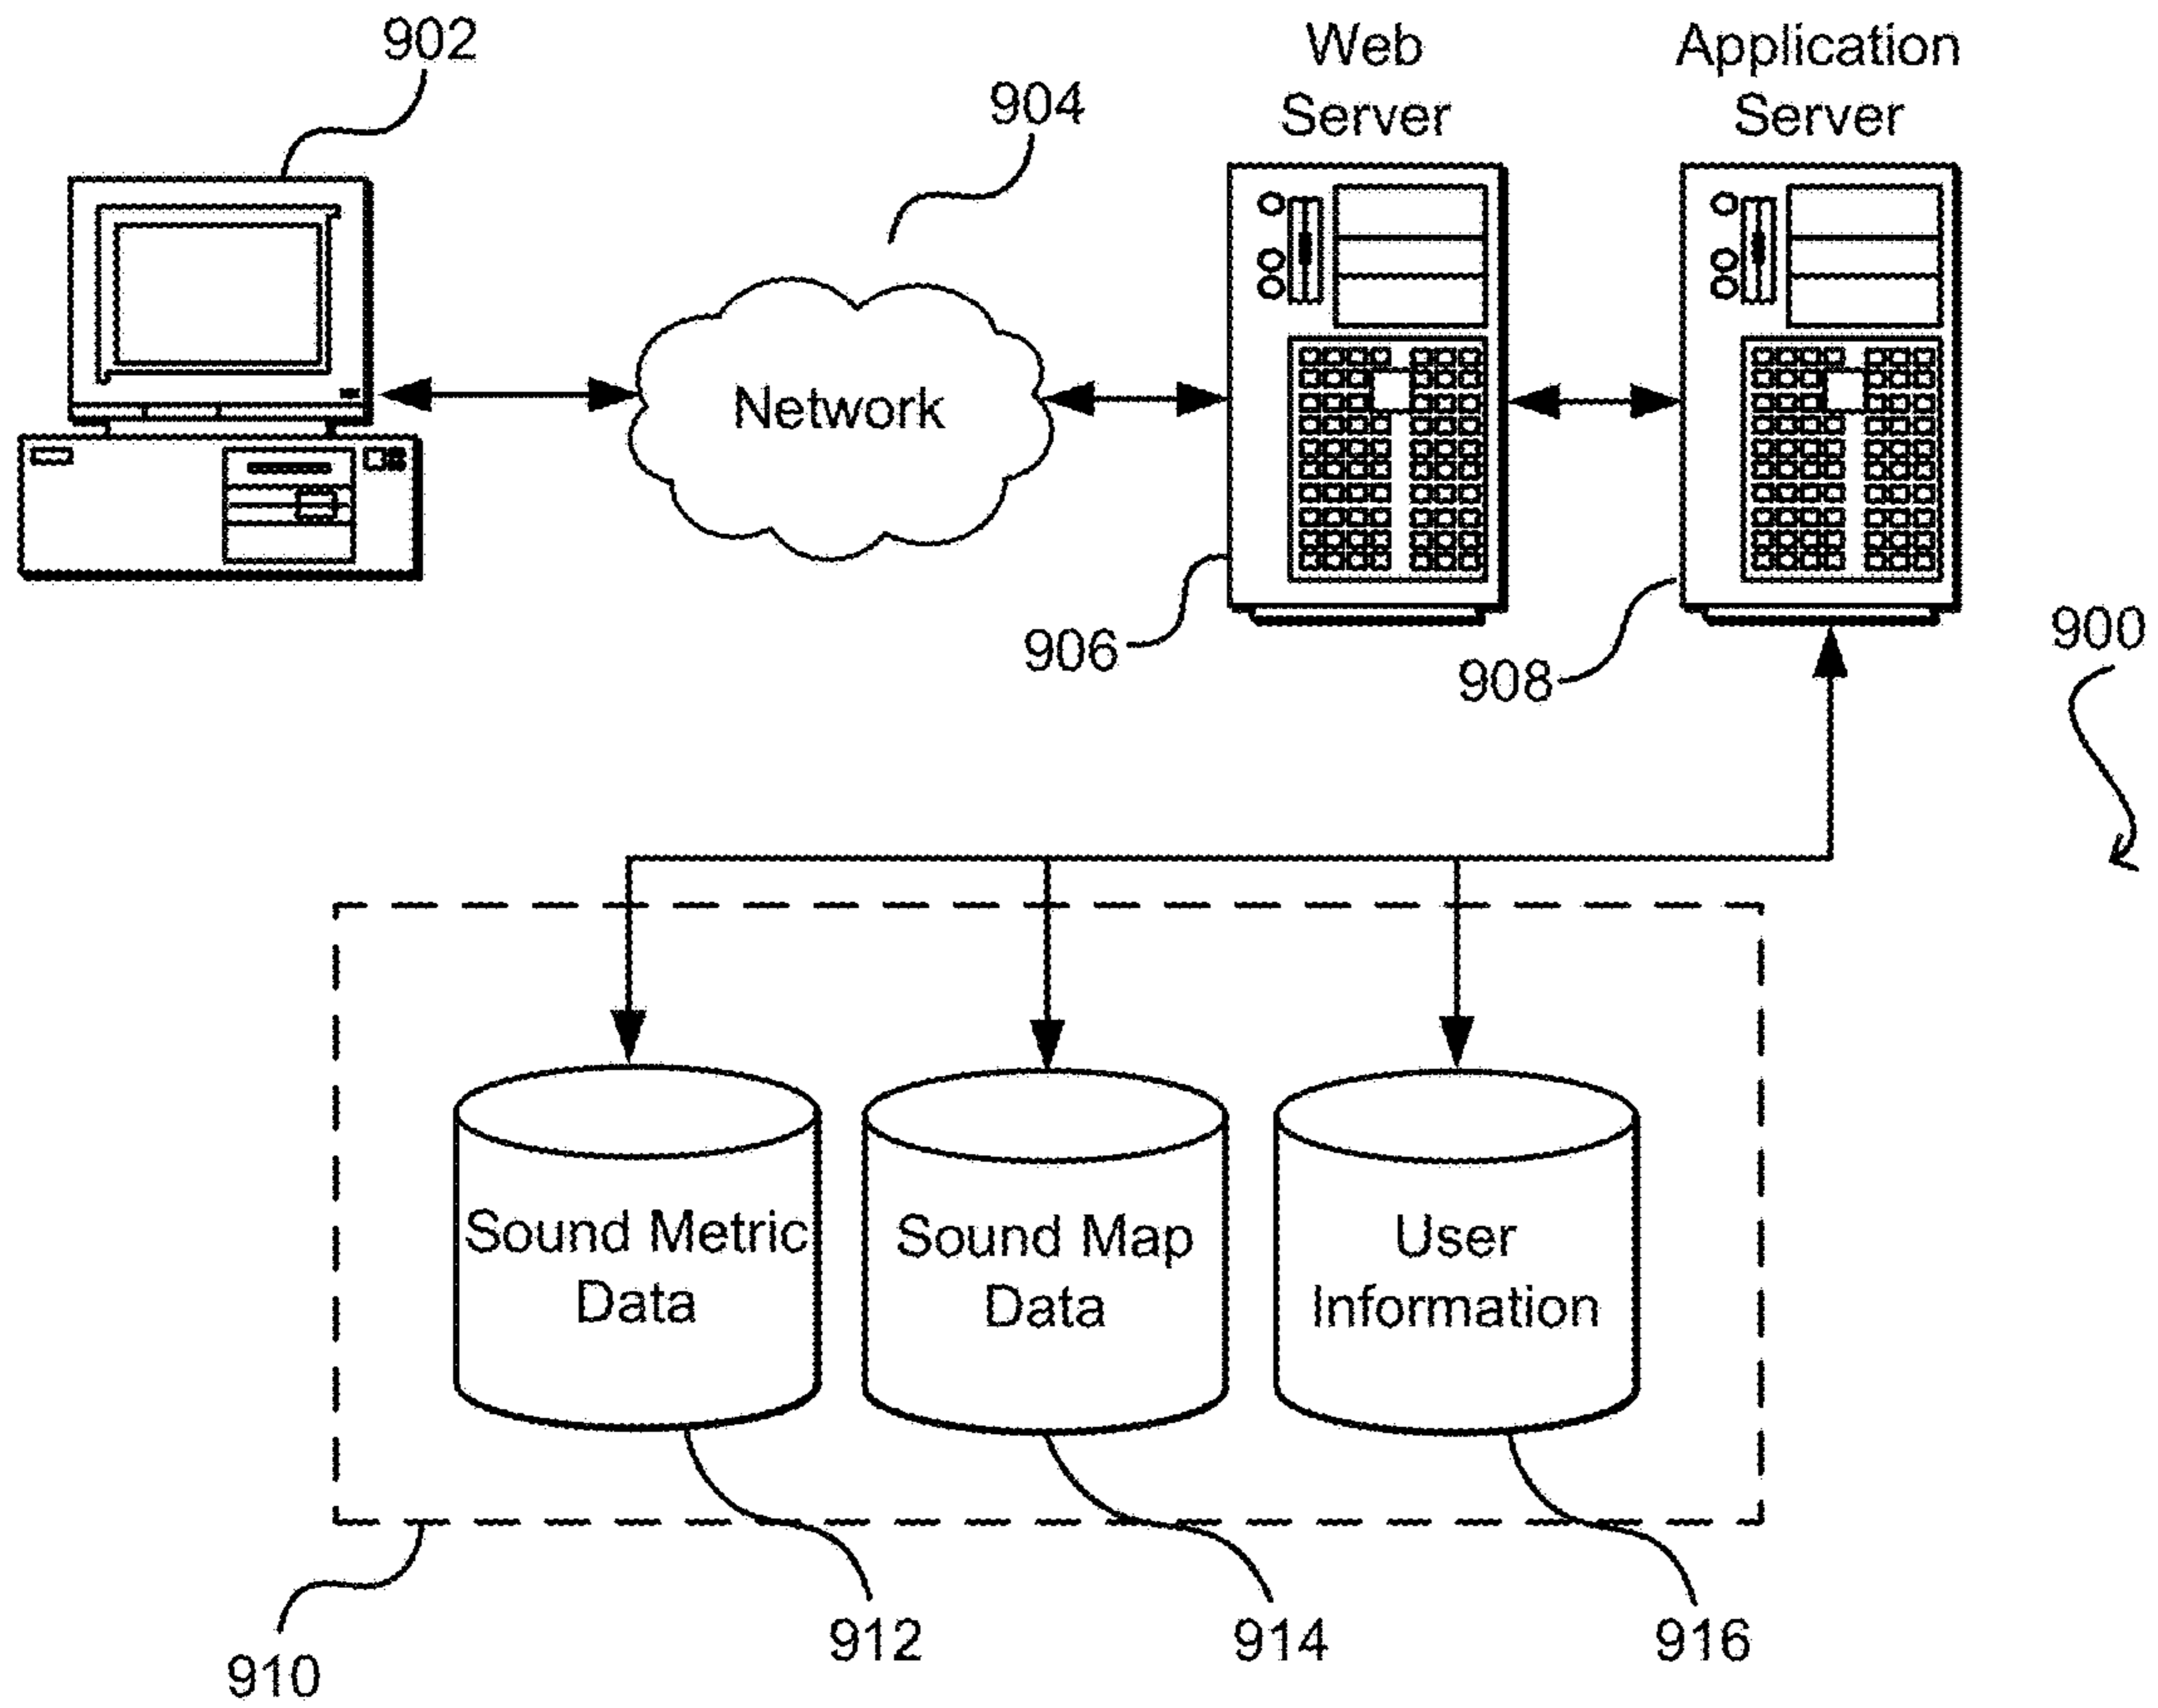 902
904
Web
Server
Application
Server
Network
906
908
900
Sound Metric
Data
Sound Map
Data
User
Information
910
912
914
916